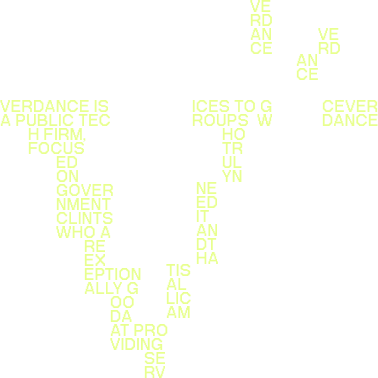 VE
RD
AN VE
CE RD
AN
CE
VERDANCE IS ICES TO G CEVER
A PUBLIC TEC ROUPS W DANCE
H FIRM, HO
FOCUS TR
ED UL
ON YN
GOVER NE
NMENT ED
CLINTS IT
WHO A AN
RE DT
EX HA
EPTION TIS
ALLY G AL
OO LIC
DA AM
AT PRO
VIDING
SE
RV